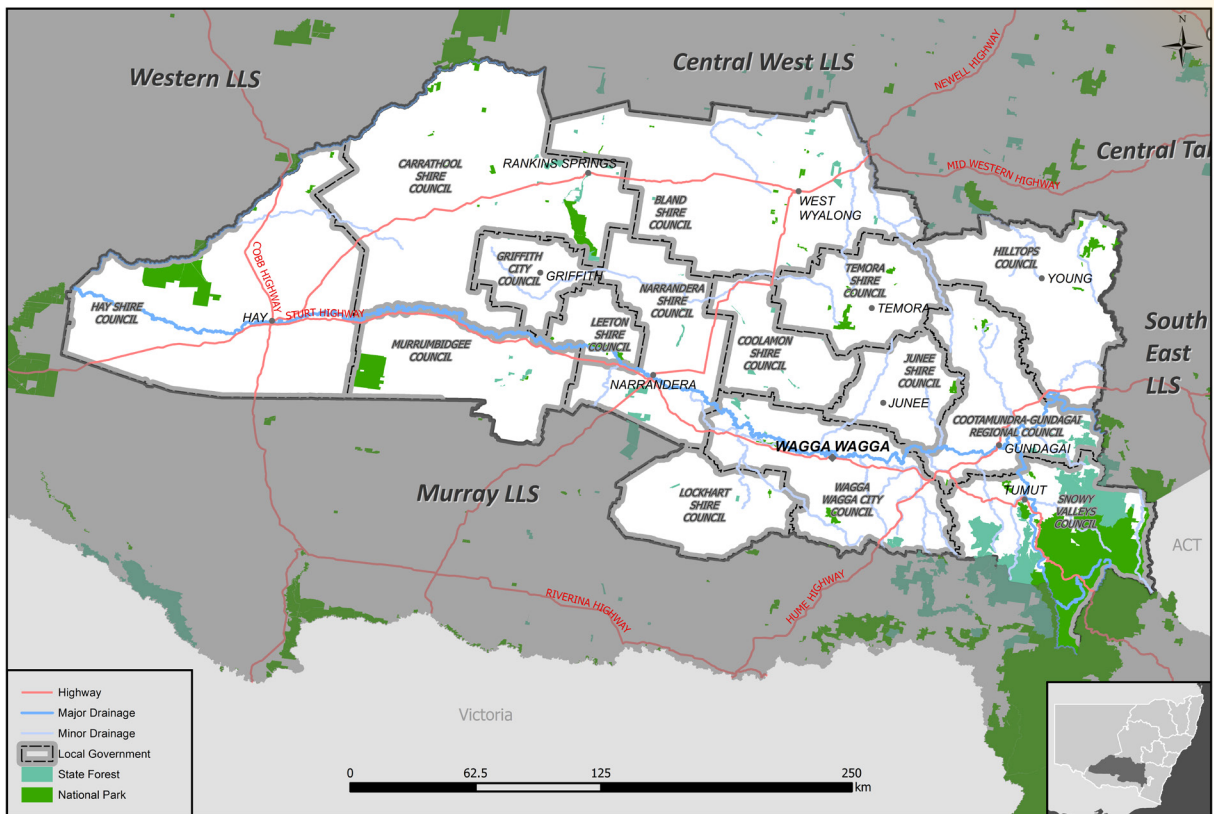 N
Western LLS
Central West LLS
NEWELL HIGHWAY
Central Ta
MID WESTERN HIGHWAY
CARRATHOOL
SHIRE
COUNCIL
RANKINS SPRINGS
BLAND
SHIRE
COUNCIL
WEST
WYALONG
COBB HIGHWAY
GRIFFITH
CITY
COUNCIL
GRIFFITH
TEMORA
SHIRE
COUNCIL
TEMORA
HILLTOPS
COUNCIL
YOUNG
HAY SHIRE
COUNCIL
HAY
STURT HIGHWAY
NARRANDERA
SHIRE
COUNCIL
LEETON
SHIRE
COUNCIL
MURRUMBIDGEE
COUNCIL
COOLAMON
SHIRE
COUNCIL
JUNEE
SHIRE
COUNCIL
JUNEE
South
East
LLS
NARRANDERA
COOTAMUNDRA-GUNDAGAI
REGIONAL COUNCIL
GUNDAGAI
WAGGA WAGGA
Murray LLS
LOCKHART
SHIRE
COUNCIL
WAGGA
WAGGA CITY
COUNCIL
TUMUT
SNOWY
VALLEYS
COUNCIL
ACT
RIVERINA HIGHWAY
HUME HIGHWAY
Victoria
Highway
Major Drainage
Minor Drainage
Local Government
State Forest
National Park
0 62.5 125 250
km